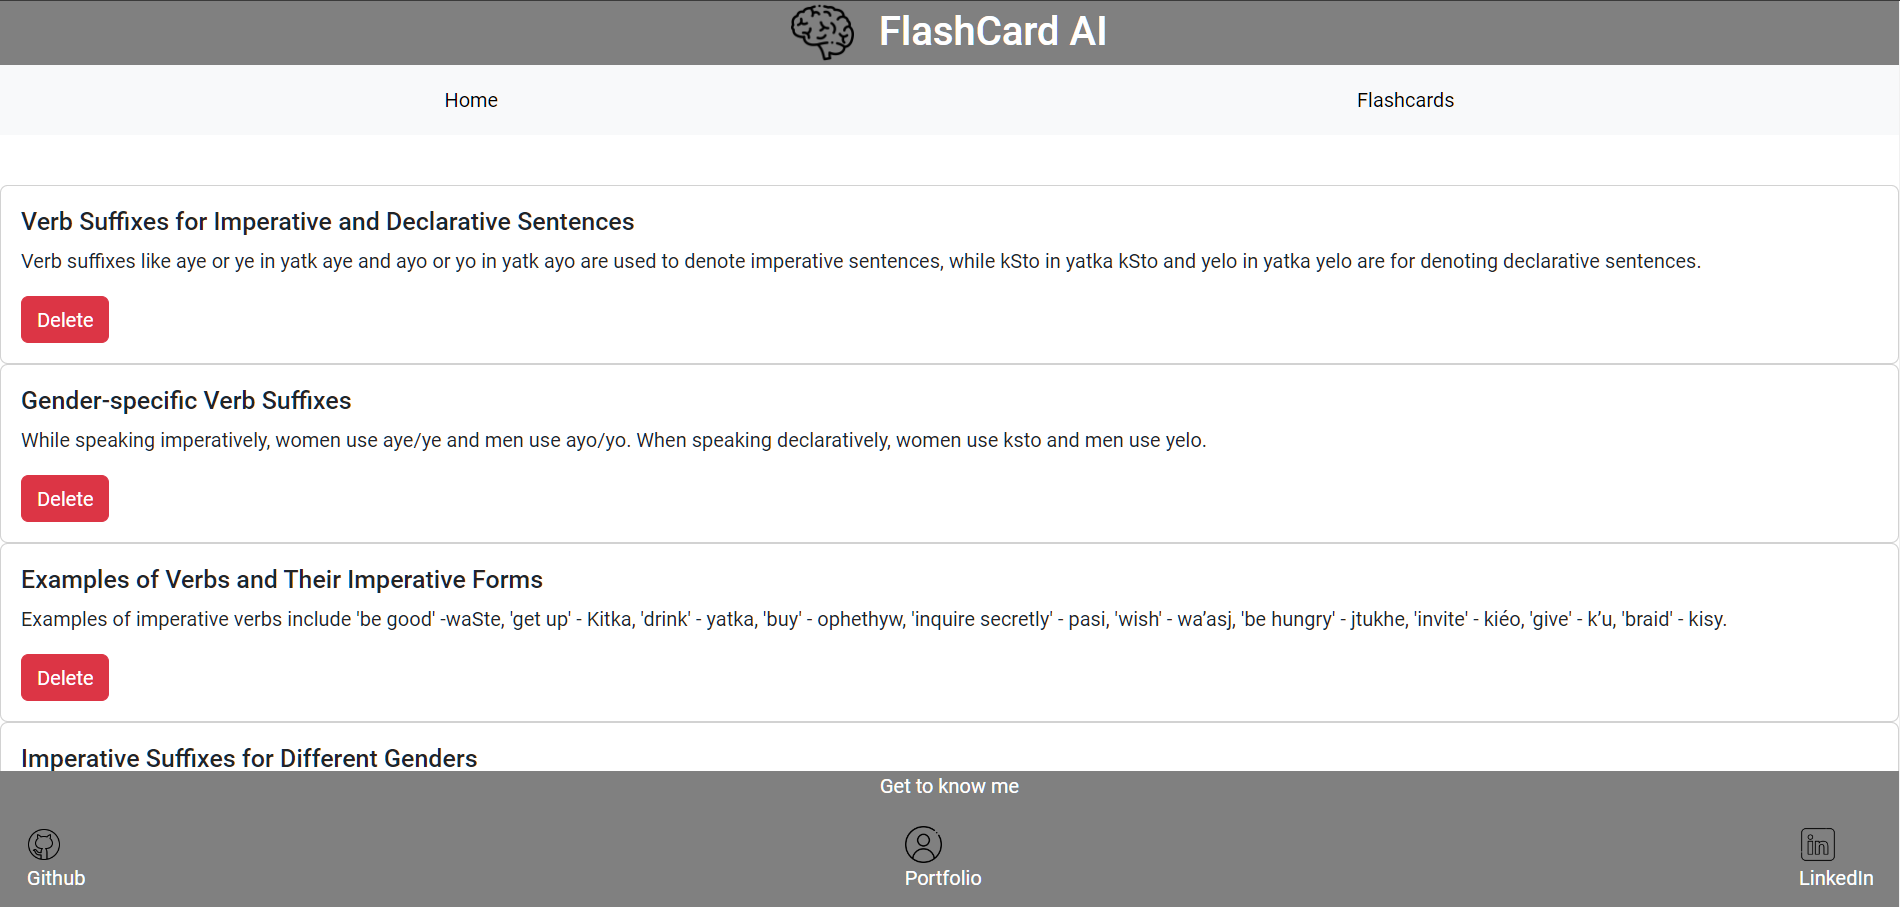 FlashCard AI
Home
Flashcards
Verb Suffixes for Imperative and Declarative Sentences
Verb suffixes like aye or ye in yatk aye and ayo or yo in yatk ayo are used to denote imperative sentences, while kSto in yatka kSto and yelo in yatka yelo are for denoting declarative sentences.
Delete
Gender-specific Verb Suffixes
While speaking imperatively, women use aye/ye and men use ayo/yo. When speaking declaratively, women use ksto and men use yelo.
Delete
Examples of Verbs and Their Imperative Forms
Examples of imperative verbs include 'be good' -waSte, 'get up' - Kitka, 'drink' - yatka, 'buy' - ophethyw, 'inquire secretly' - pasi, 'wish' - wa’asj, 'be hungry' - jtukhe, 'invite' - kiéo, 'give' - k’u, 'braid' - kisy.
Delete
Imperative Suffixes for Different Genders
Get to know me
Github
Portfolio
LinkedIn